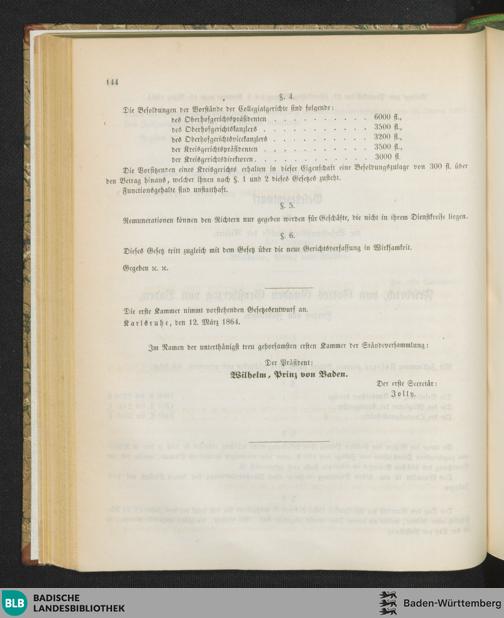 144
§. 4.
Die Besoldungen der Vorstände der Collegialgerichte sind folgende:
des Oberhofgerichtspräsidenten . . . . . . . . . . 6000 fl.,
des Oberhofgerichtskanzlers . . . . . . . . . . 3500 fl.,
des Oberhofgerichtsvicekanzlers . . . . . . . . . . 3200 fl.,
der Kreisgerichtspräsidenten . . . . . . . . . . 3500 fl.,
der Kreisgerichtsdirektoren . . . . . . . . . . 3000 fl.
Die Vorsitzenden eines Kreisgerichts erhalten in dieser Eigenschaft eine Besoldungszulage von 300 fl. über
den Betrag hinaus, welcher ihnen nach §. 1 und 2 dieses Gesetzes zusteht.
Functionsgehalte sind unstatthaft.
§. 5.
Remunerationen können den Richtern nur gegeben werden für Geschäfte, die nicht in ihrem Dienstkreise liegen.
§. 6.
Dieses Gesetz tritt zugleich mit dem Gesetz über die neue Gerichtsverfassung in Wirksamkeit.
Gegeben ꝛc. ꝛc.
Die erste Kammer nimmt vorstehenden Gesetzesentwurf an.
Karlsruhe, den 12. März 1864.
Im Namen der unterthänigst treu gehorsamsten ersten Kammer der Ständeversammlung:
Der Präsident:
Wilhelm, Prinz von Baden.
Der erste Secretär:
Jolly.
BLB BADISCHE
LANDESBIBLIOTHEK
Baden-Württemberg